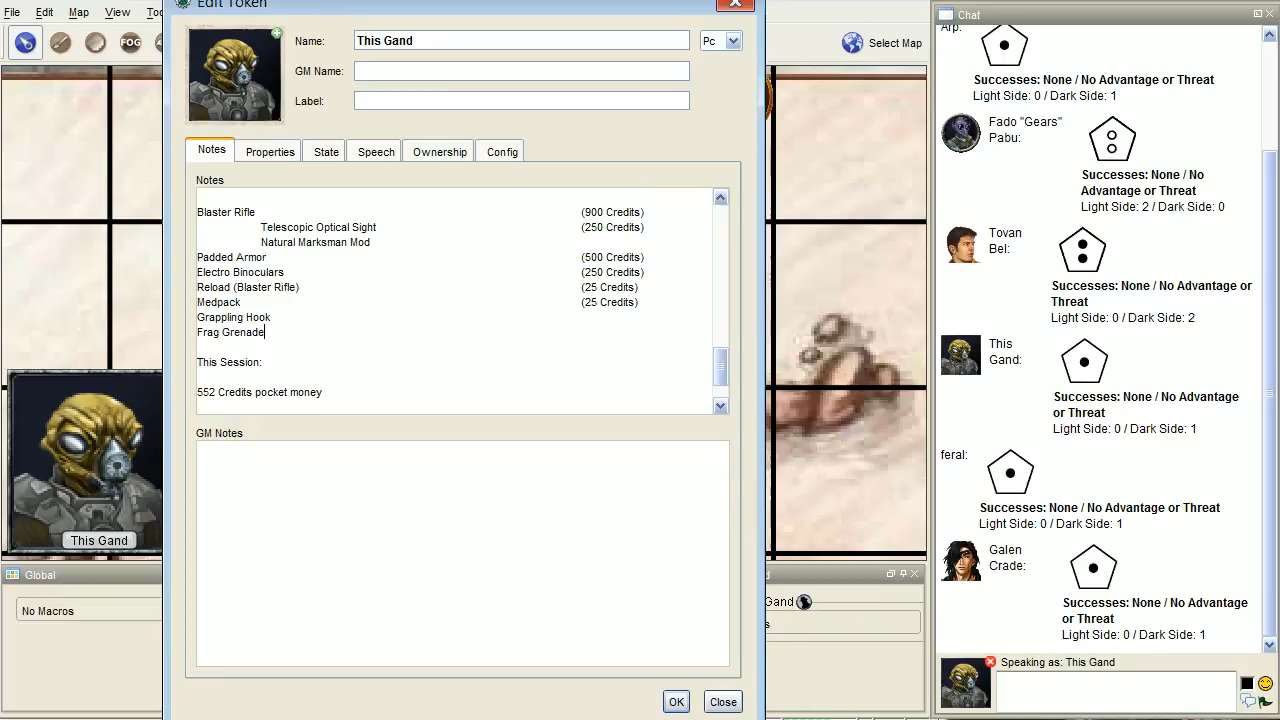 Edit Token
File Edit Map View Too
FOG
Select Map
Name: This Gand Pc
GM Name:
Label:
Notes Properties State Speech Ownership Config
Notes
Blaster Rifle (900 Credits)
Telescopic Optical Sight (250 Credits)
Natural Marksman Mod
Padded Armor (500 Credits)
Electro Binoculars (250 Credits)
Reload (Blaster Rifle) (25 Credits)
Medpack (25 Credits)
Grappling Hook
Frag Grenade
This Session:
552 Credits pocket money
GM Notes
OK Close
This Gand
Global
No Macros
Gand
Chat
Arp:
Successes: None / No Advantage or Threat
Light Side: 0 / Dark Side: 1
Fado "Gears"
Pabu:
Successes: None / No
Advantage or Threat
Light Side: 2 / Dark Side: 0
Tovan
Bel:
Successes: None / No Advantage or
Threat
Light Side: 0 / Dark Side: 2
This
Gand:
Successes: None / No Advantage
or Threat
Light Side: 0 / Dark Side: 1
feral:
Successes: None / No Advantage or Threat
Light Side: 0 / Dark Side: 1
Galen
Crade:
Successes: None / No Advantage
or Threat
Light Side: 0 / Dark Side: 1
Speaking as: This Gand